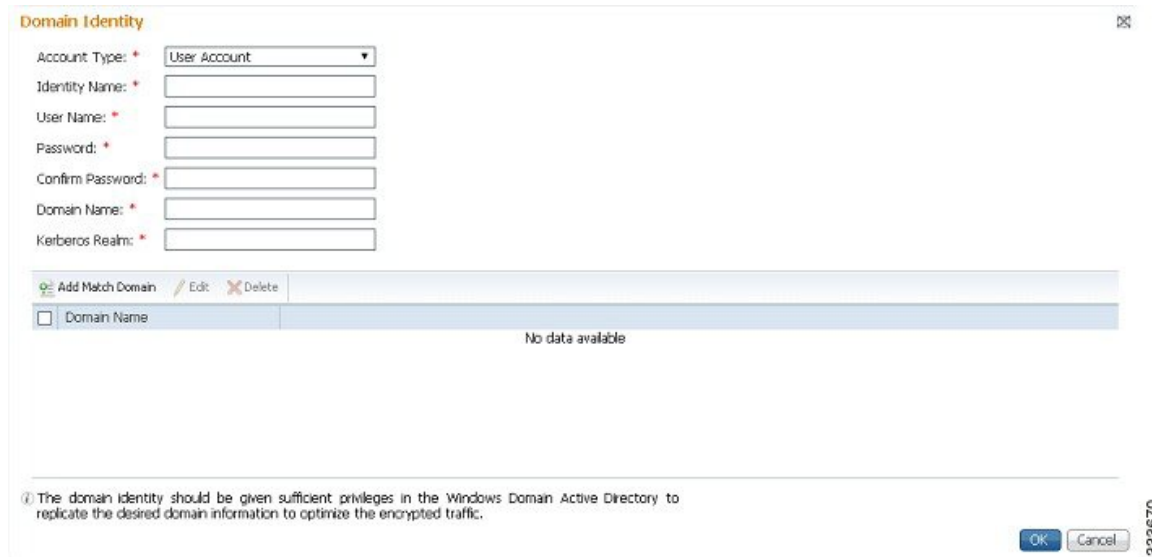 Domain Identity
Account Type: * User Account
Identity Name: *
User Name: *
Password: *
Confirm Password: *
Domain Name: *
Kerberos Realm: *
Add Match Domain Edit Delete
Domain Name
No data available
The domain identity should be given sufficient privileges in the Windows Domain Active Directory to
replicate the desired domain information to optimize the encrypted traffic.
OK Cancel